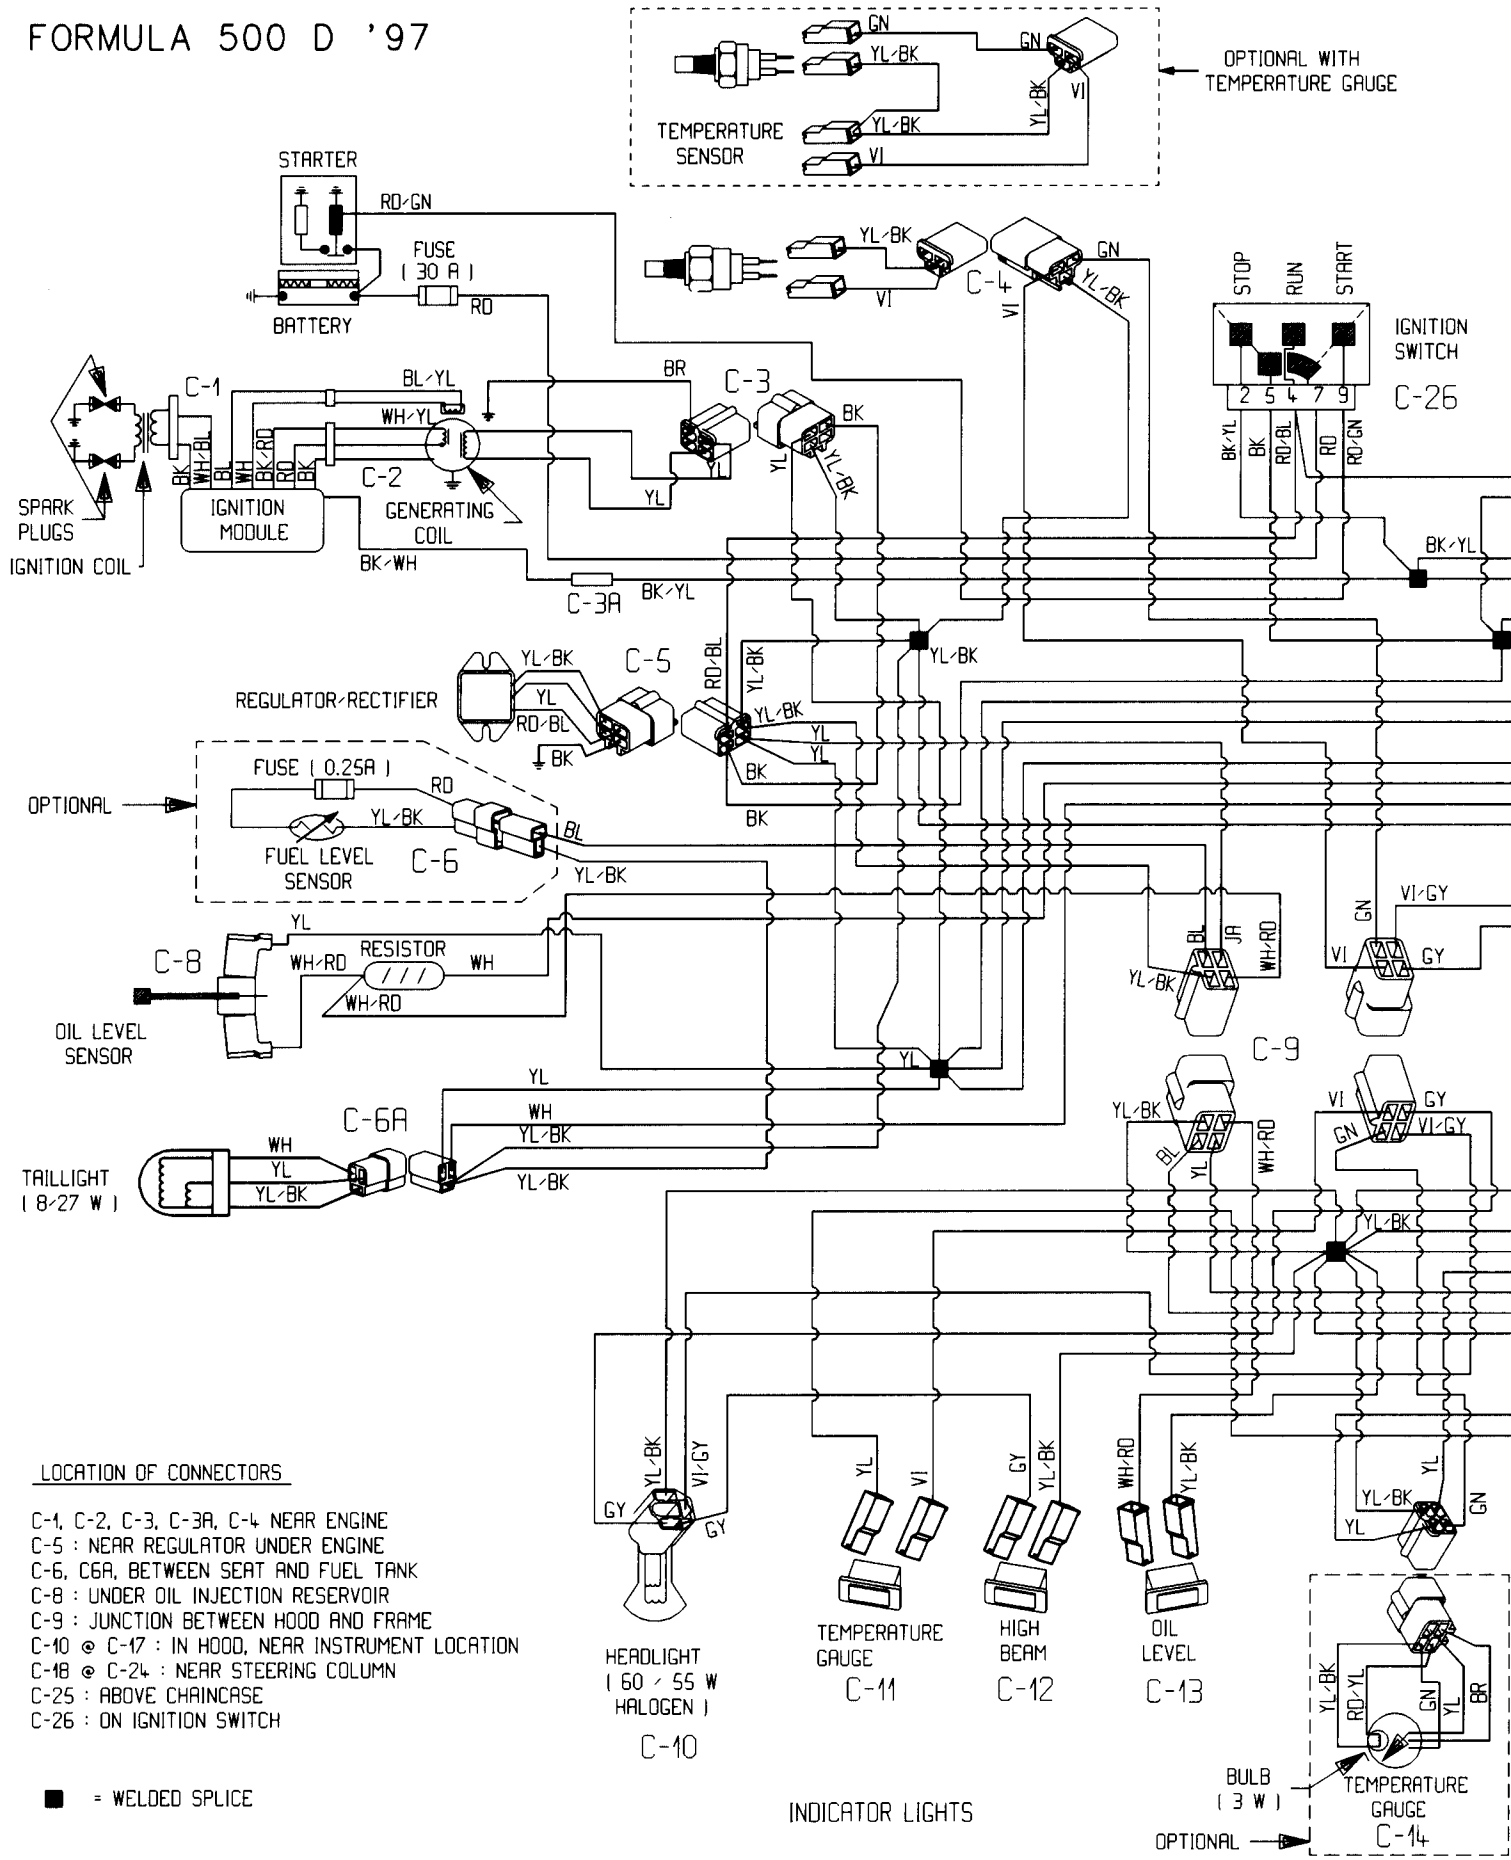 FORMULA 500 D '97
GN
YL/BK
GN
YL/BK
VI
YL/BK
VI
TEMPERATURE
SENSOR
OPTIONAL WITH
TEMPERATURE GAUGE
STARTER
RD/GN
FUSE
( 30 A )
RD
BATTERY
YL/BK
VI
C-4
GN
YL/BK
VI
STOP
RUN
START
IGNITION
SWITCH
2 5 4 7 9
C-26
BK/YL
BK
RD/BL
RD
RD/GN
C-1
BL/YL
WH/YL
BK
WH/BL
BL
WH
BK/RD
RD
BK
C-2
IGNITION
MODULE
GENERATING
COIL
SPARK
PLUGS
IGNITION COIL
BR
C-3
BK
YL
YL
YL
YL/BK
BK/WH
C-3A
BK/YL
BK/YL
REGULATOR/RECTIFIER
YL/BK
YL
RD/BL
BK
C-5
RD/BL
YL/BK
YL/BK
YL/BK
YL
YL
BK
BK
OPTIONAL
FUSE ( 0.25A )
RD
YL/BK
FUEL LEVEL
SENSOR
C-6
BL
YL/BK
YL
C-8
RESISTOR
WH/RD
WH
WH/RD
OIL LEVEL
SENSOR
BL
JA
WH/RD
YL/BK
GN
VI/GY
VI
GY
C-9
YL
YL
WH
YL/BK
YL/BK
C-6A
WH
YL
YL/BK
TAILLIGHT
( 8/27 W )
YL/BK
BL
YL
WH/RD
VI
GY
GN
VI/GY
YL/BK
YL/BK
VI/GY
GY
GY
YL
VI
GY
YL/BK
WH/RD
YL/BK
YL
YL/BK
YL
GN
HEADLIGHT
( 60 / 55 W
HALOGEN )
C-10
TEMPERATURE
GAUGE
C-11
HIGH
BEAM
C-12
OIL
LEVEL
C-13
YL/BK
RD/YL
GN
YL
BR
BULB
( 3 W )
TEMPERATURE
GAUGE
C-14
OPTIONAL
INDICATOR LIGHTS
LOCATION OF CONNECTORS
C-1, C-2, C-3, C-3A, C-4 NEAR ENGINE
C-5 : NEAR REGULATOR UNDER ENGINE
C-6, C6A, BETWEEN SEAT AND FUEL TANK
C-8 : UNDER OIL INJECTION RESERVOIR
C-9 : JUNCTION BETWEEN HOOD AND FRAME
C-10 @ C-17 : IN HOOD, NEAR INSTRUMENT LOCATION
C-18 @ C-24 : NEAR STEERING COLUMN
C-25 : ABOVE CHAINCASE
C-26 : ON IGNITION SWITCH
= WELDED SPLICE